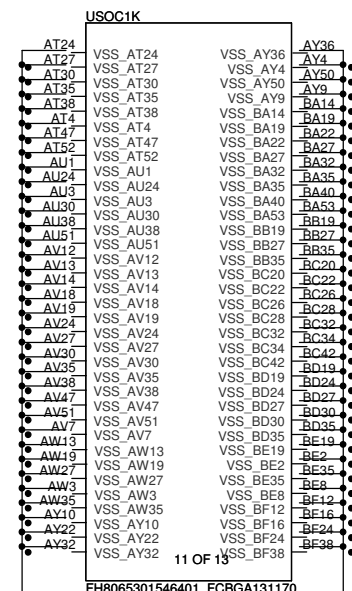 USOC1K
AT24 VSS_AT24 VSS_AY36 AY36
AT27 VSS_AT27 VSS_AY4 AY4
AT30 VSS_AT30 VSS_AY50 AY50
AT35 VSS_AT35 VSS_AY9 AY9
AT38 VSS_AT38 VSS_BA14 BA14
AT4 VSS_AT4 VSS_BA19 BA19
AT47 VSS_AT47 VSS_BA22 BA22
AT52 VSS_AT52 VSS_BA27 BA27
AU1 VSS_AU1 VSS_BA32 BA32
AU24 VSS_AU24 VSS_BA35 BA35
AU3 VSS_AU3 VSS_BA40 BA40
AU30 VSS_AU30 VSS_BA53 BA53
AU38 VSS_AU38 VSS_BB19 BB19
AU51 VSS_AU51 VSS_BB27 BB27
AV12 VSS_AV12 VSS_BB35 BB35
AV13 VSS_AV13 VSS_BC20 BC20
AV14 VSS_AV14 VSS_BC22 BC22
AV18 VSS_AV18 VSS_BC26 BC26
AV19 VSS_AV19 VSS_BC28 BC28
AV24 VSS_AV24 VSS_BC32 BC32
AV27 VSS_AV27 VSS_BC34 BC34
AV30 VSS_AV30 VSS_BC42 BC42
AV35 VSS_AV35 VSS_BD19 BD19
AV38 VSS_AV38 VSS_BD24 BD24
AV47 VSS_AV47 VSS_BD27 BD27
AV51 VSS_AV51 VSS_BD30 BD30
AV7 VSS_AV7 VSS_BD35 BD35
AW13 VSS_AW13 VSS_BE19 BE19
AW19 VSS_AW19 VSS_BE2 BE2
AW27 VSS_AW27 VSS_BE35 BE35
AW3 VSS_AW3 VSS_BE8 BE8
AW35 VSS_AW35 VSS_BF12 BF12
AY10 VSS_AY10 VSS_BF16 BF16
AY22 VSS_AY22 VSS_BF24 BF24
AY32 VSS_AY32 VSS_BF38 BF38
11 OF 13
FH8065301546401_FCBGA131170